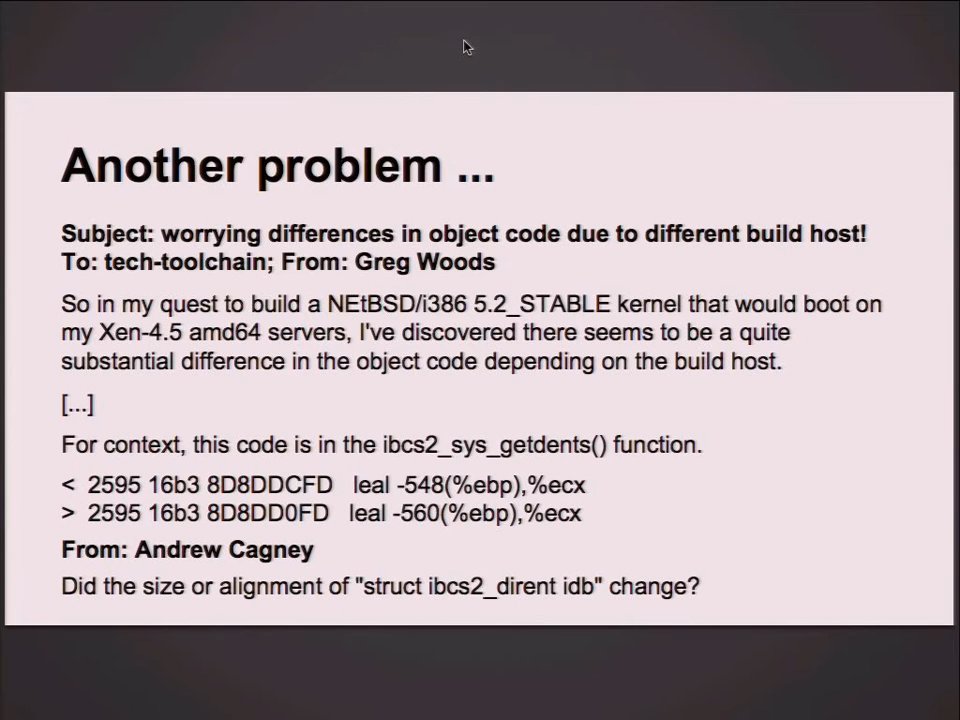 Another problem ...
Subject: worrying differences in object code due to different build host!
To: tech-toolchain; From: Greg Woods
So in my quest to build a NEtBSD/i386 5.2_STABLE kernel that would boot on
my Xen-4.5 amd64 servers, I've discovered there seems to be a quite
substantial difference in the object code depending on the build host.
[...]
For context, this code is in the ibcs2_sys_getdents() function.
< 2595 16b3 8D8DDCFD leal -548(%ebp),%ecx
> 2595 16b3 8D8DD0FD leal -560(%ebp),%ecx
From: Andrew Cagney
Did the size or alignment of "struct ibcs2_dirent idb" change?